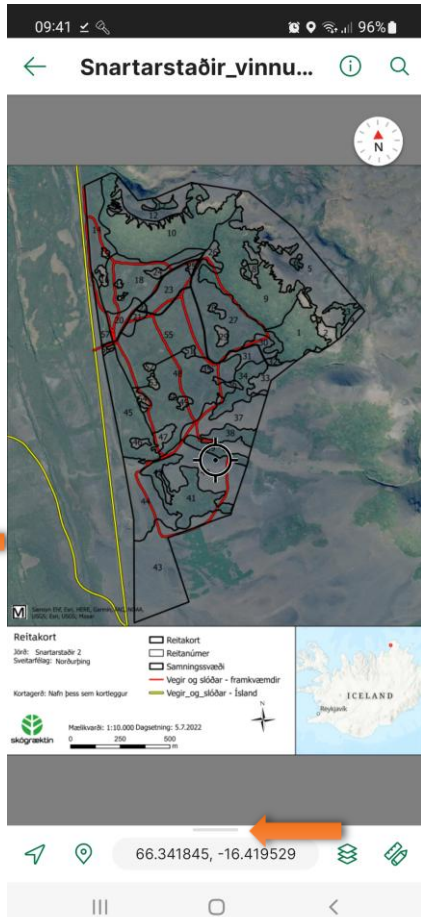 09:41
96%
Snartarstaðir_vinnu...
N
12
10
18
23
9
5
27
1
2
55
31
34
33
45
37
38
47
41
43
M
Reitakort
Jörð: Snartarstaðir 2
Sveitarfélag: Norðurþing
Kortagerð: Nafn þess sem kortleggur
Reitakort
Reitanúmer
Samningssvæði
Vegir og slóðar - framkvæmdir
Vegir_og_slóðar - Ísland
skógræktin
Mælikvarði: 1:10.000 Dagsetning: 5.7.2022
0 250 500
m
N
ICELAND
Reykjavík
66.341845, -16.419529